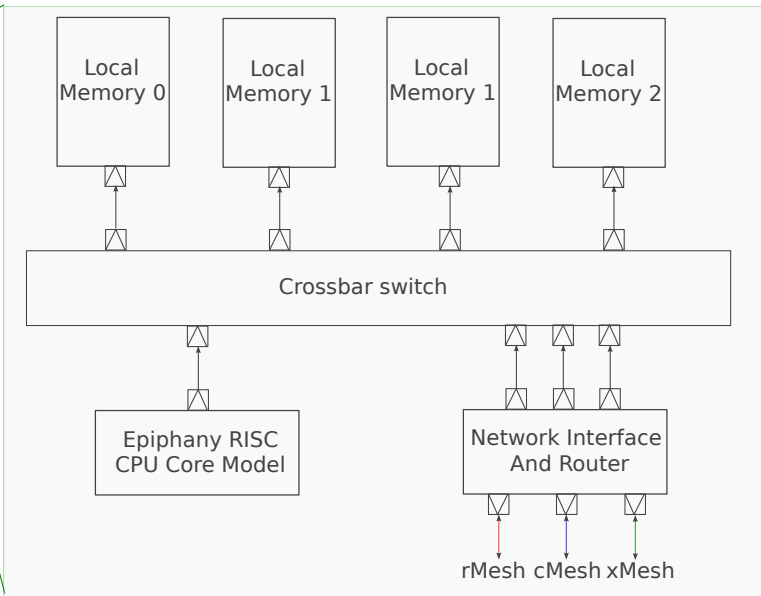 Local
Memory 0
Local
Memory 1
Local
Memory 1
Local
Memory 2
Crossbar switch
Epiphany RISC
CPU Core Model
Network Interface
And Router
rMesh cMesh xMesh